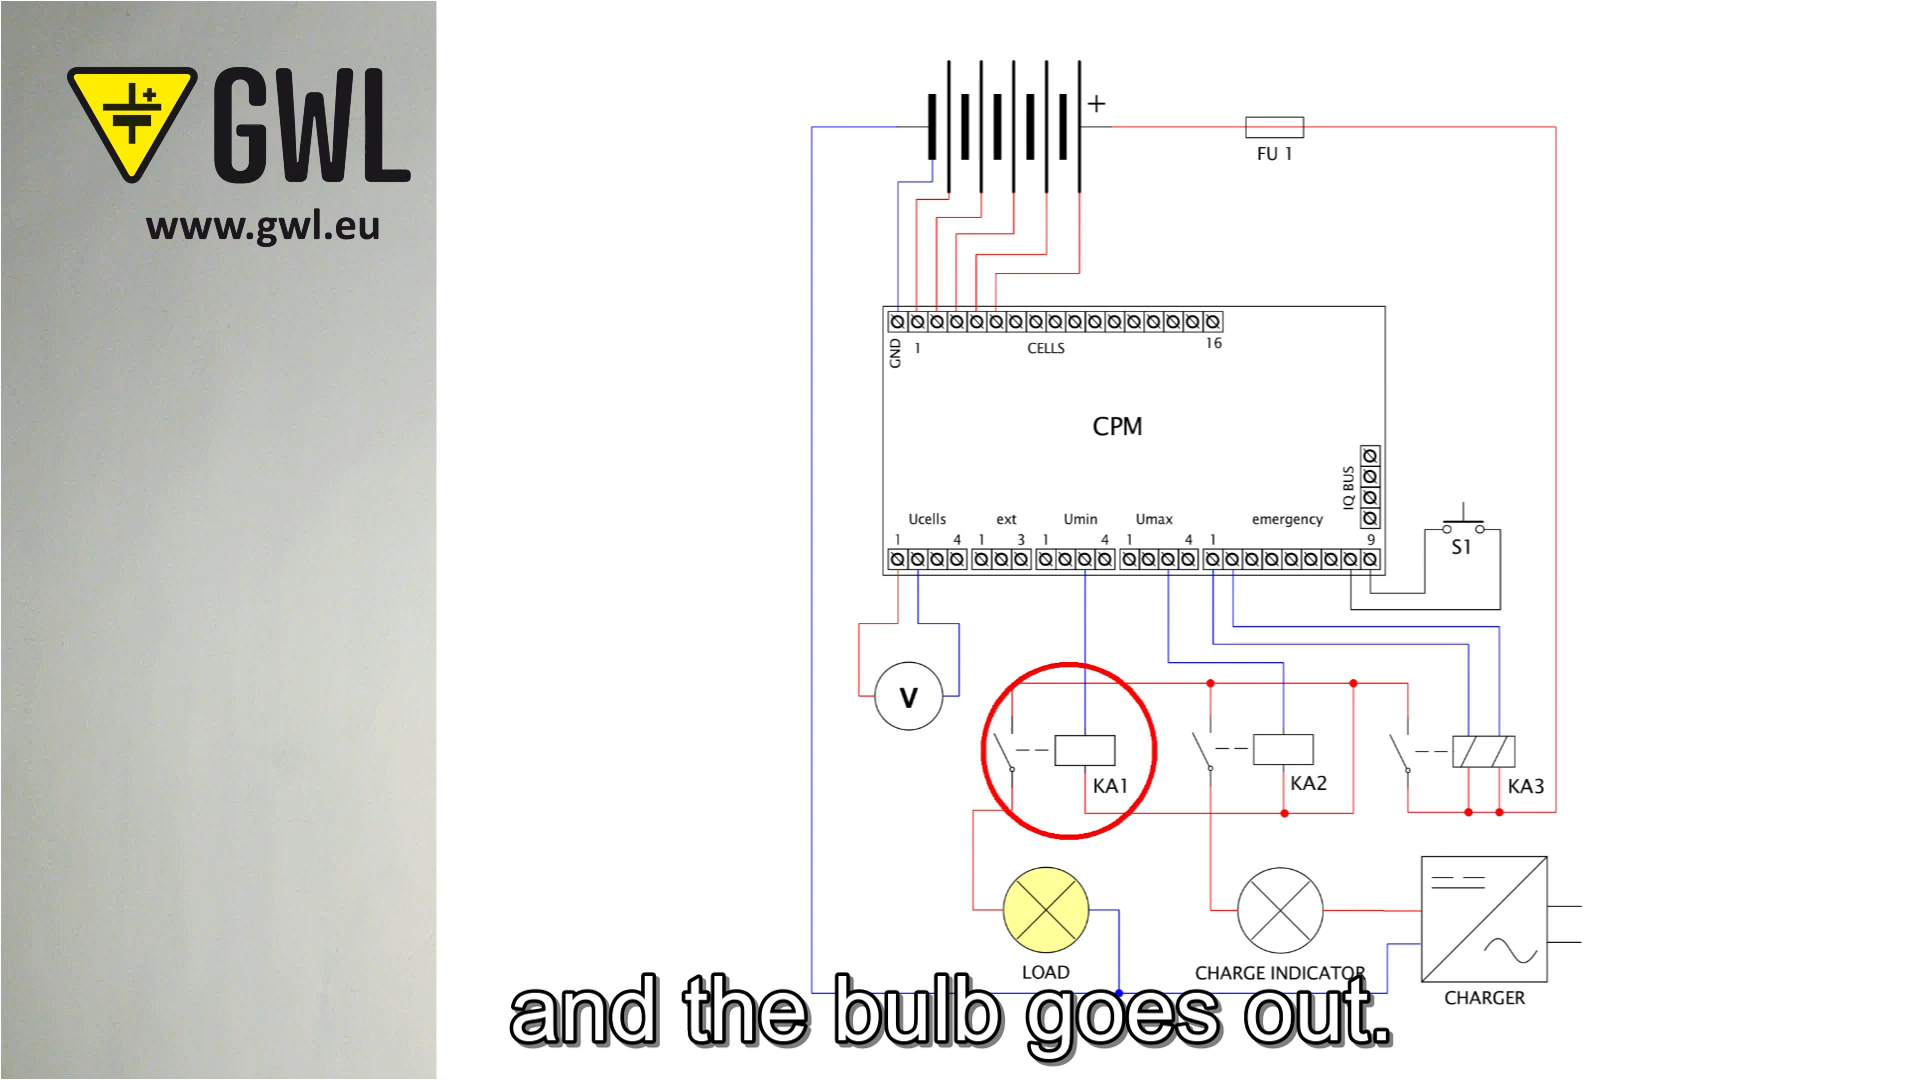 GWL
www.gwl.eu
+
+
FU 1
GND 1 CELLS 16
CPM
IQ BUS
Ucells ext Umin Umax emergency
1 4 1 3 1 4 1 4 1 9
S1
V
KA1 KA2 KA3
LOAD CHARGE INDICATOR
CHARGER
and the bulb goes out.